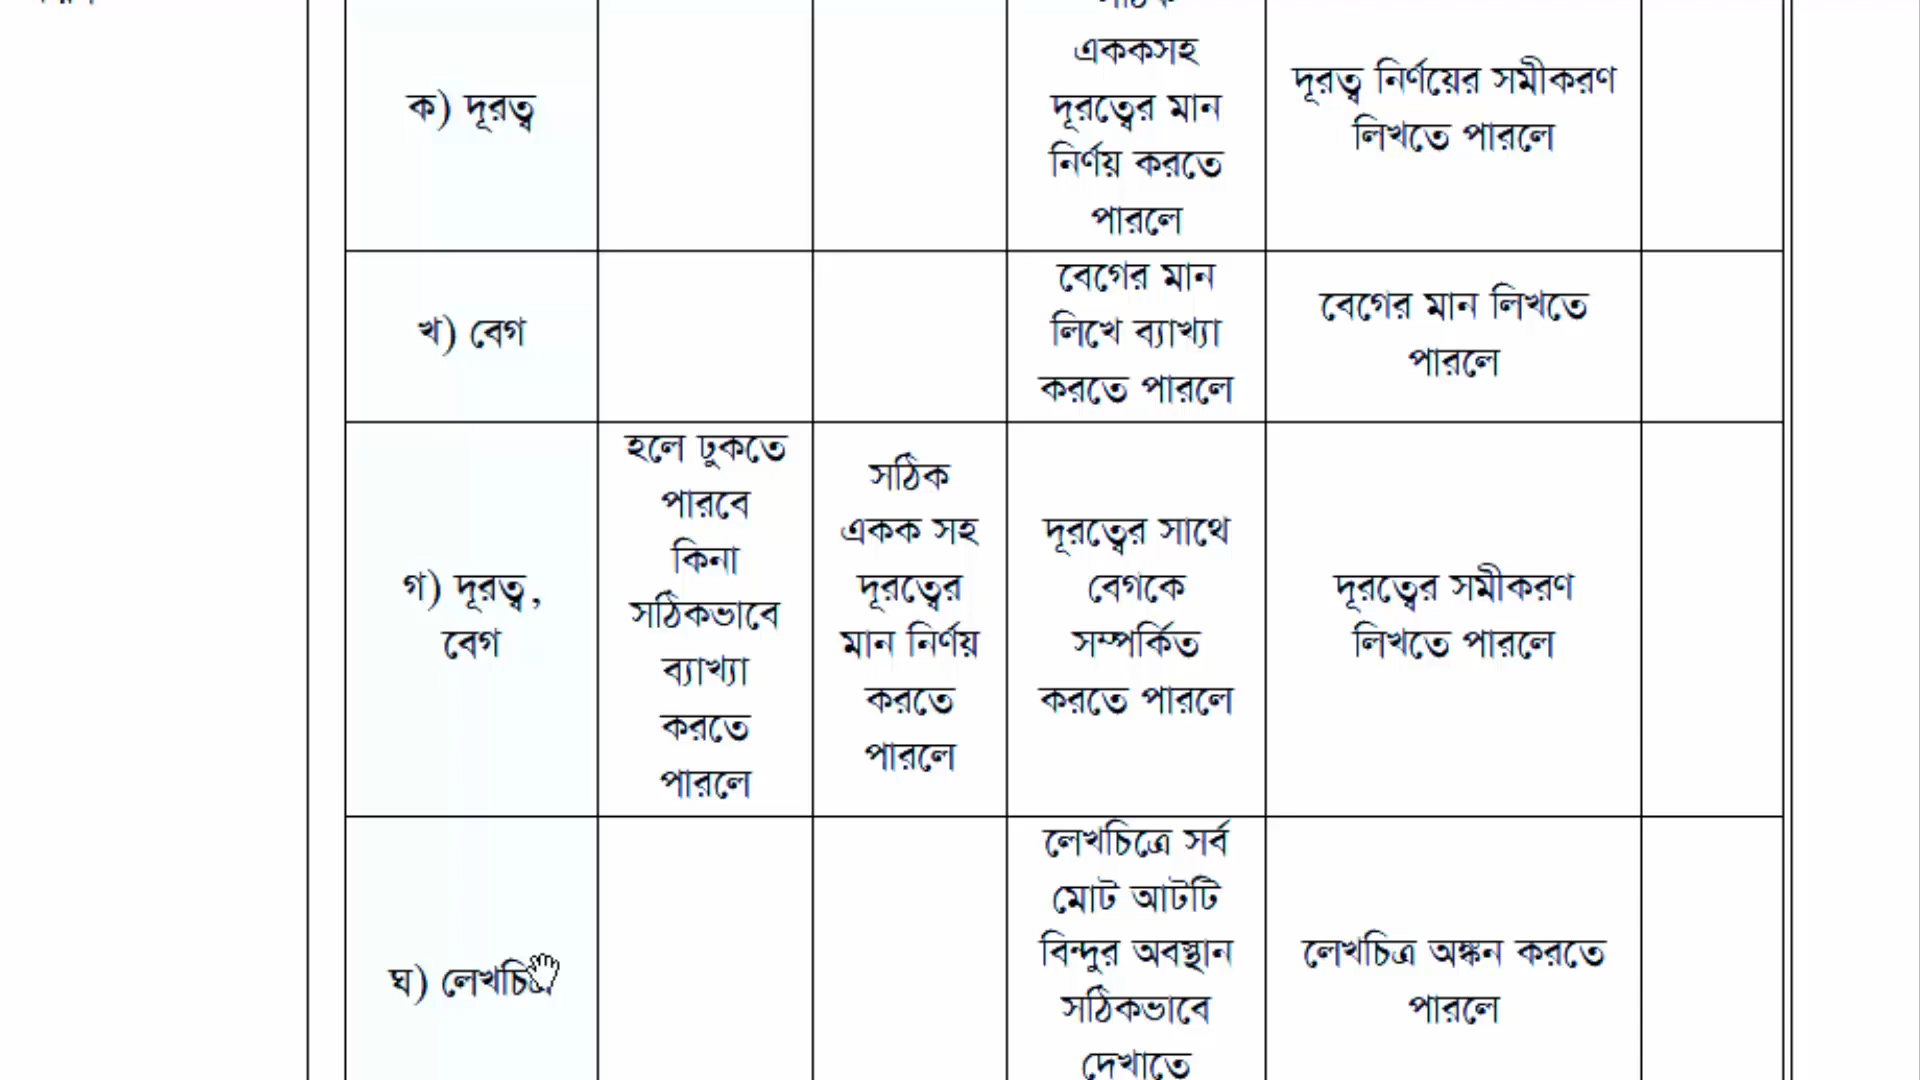 ক) দূরত্ব
এককসহ
দূরত্বের মান
নির্ণয় করতে
পারলে
দূরত্ব নির্ণয়ের সমীকরণ
লিখতে পারলে
খ) বেগ
বেগের মান
লিখে ব্যাখ্যা
করতে পারলে
বেগের মান লিখতে
পারলে
গ) দূরত্ব,
বেগ
হলে ঢুকতে
পারবে
কিনা
সঠিকভাবে
ব্যাখ্যা
করতে
পারলে
সঠিক
একক সহ
দূরত্বের
মান নির্ণয়
করতে
পারলে
দূরত্বের সাথে
বেগকে
সম্পর্কিত
করতে পারলে
দূরত্বের সমীকরণ
লিখতে পারলে
ঘ) লেখচিত্র
লেখচিত্রে সর্ব
মোট আটটি
বিন্দুর অবস্থান
সঠিকভাবে
দেখাতে
লেখচিত্র অঙ্কন করতে
পারলে